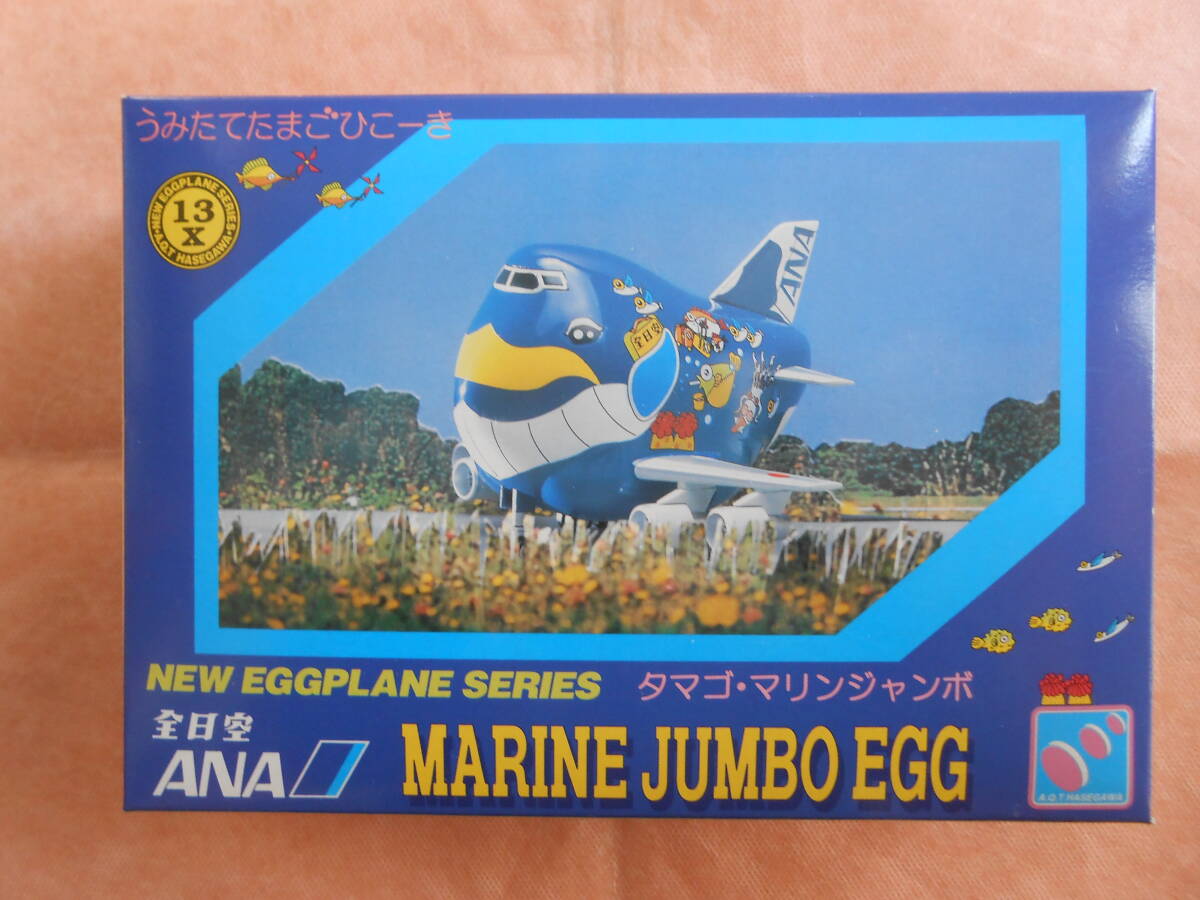 うみたてたまごひこーき
NEW EGGPLANE SERIES
13
X
A.Q.T HASEGAWA
ANA
全日空
NEW EGGPLANE SERIES
タマゴ・マリンジャンボ
全日空
ANA
MARINE JUMBO EGG
A.Q.T HASEGAWA